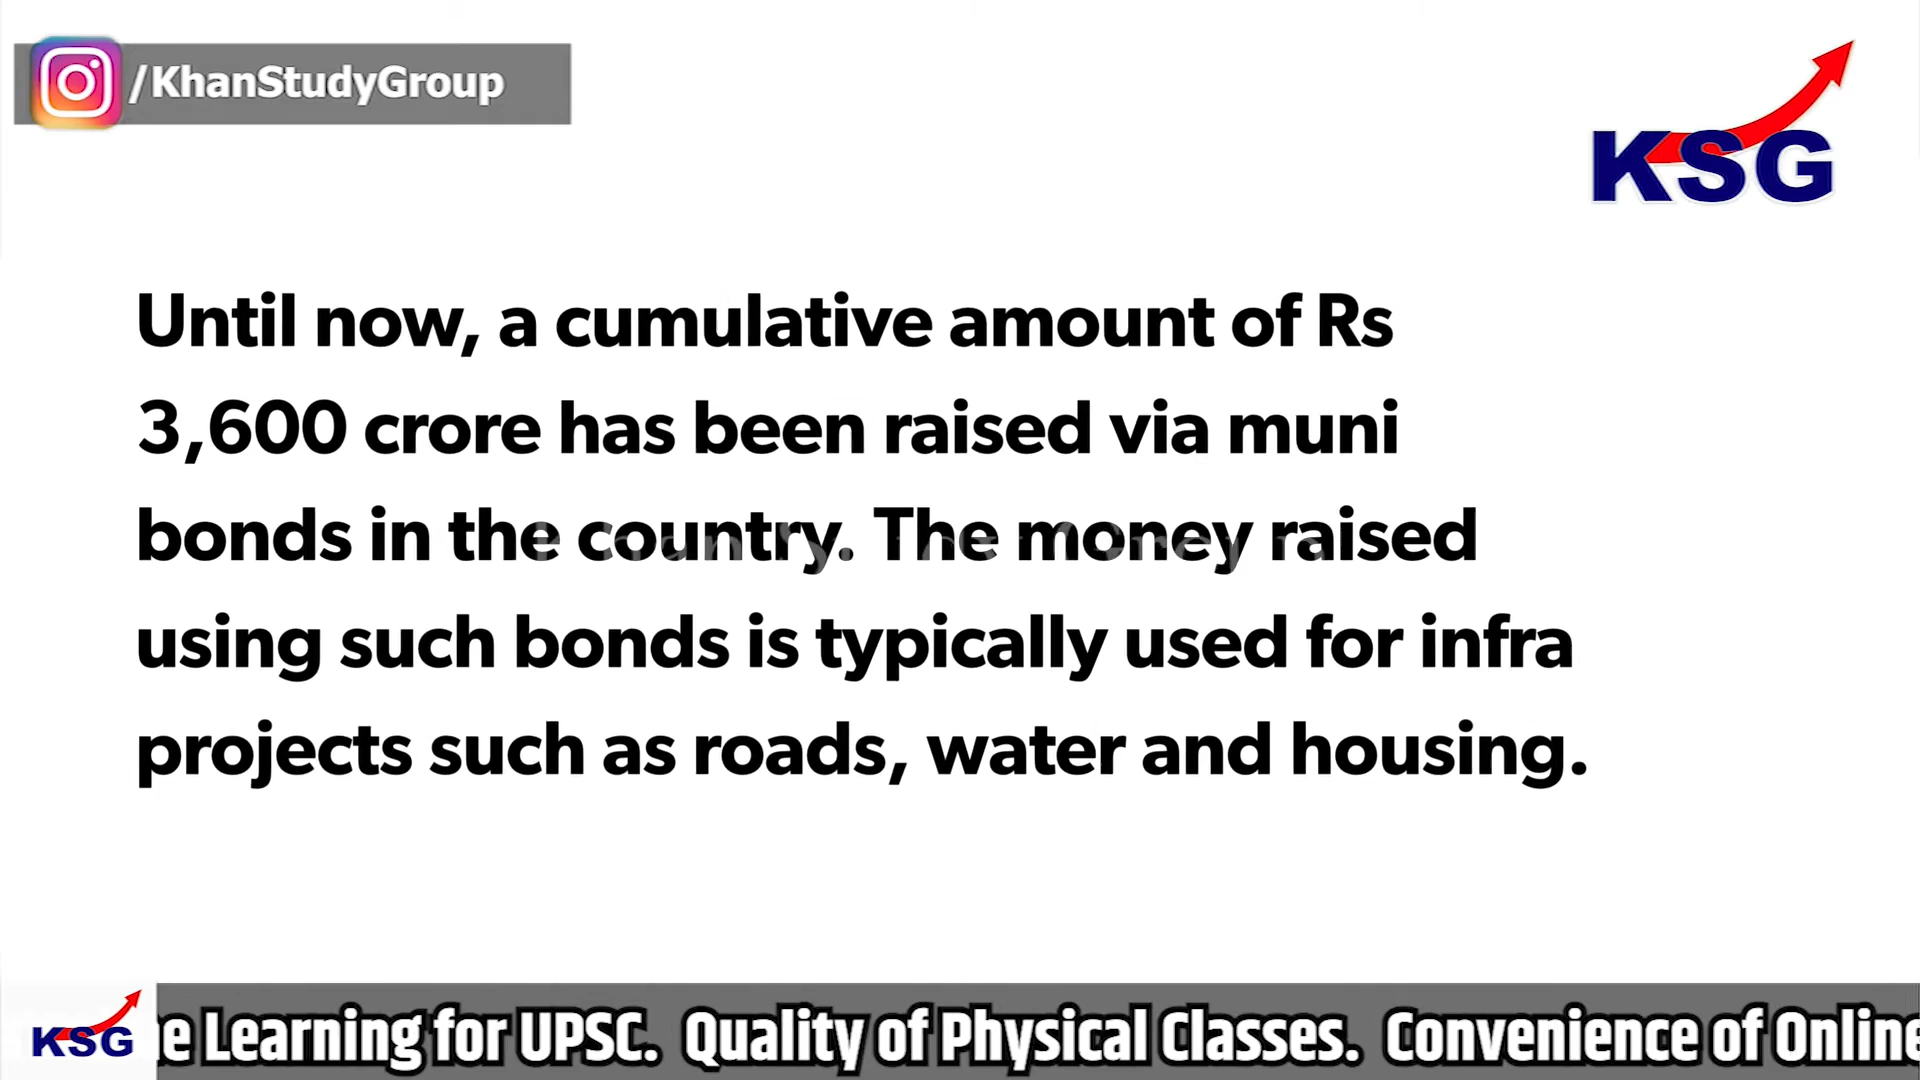 /KhanStudyGroup
KSG
Until now, a cumulative amount of Rs
3,600 crore has been raised via muni
bonds in the country. The money raised
using such bonds is typically used for infra
projects such as roads, water and housing.
KSG
e Learning for UPSC. Quality of Physical Classes. Convenience of Online